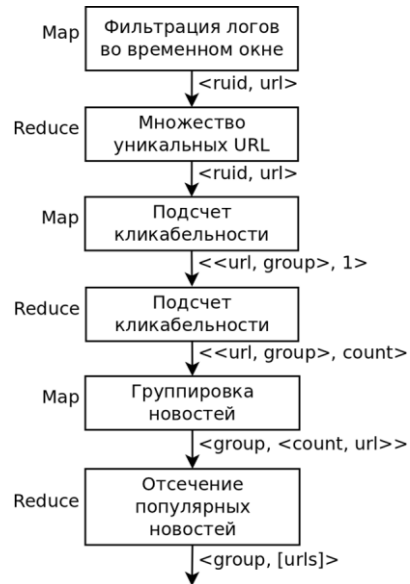 Map
Фильтрация логов
во временном окне
<ruid, url>
Reduce
Множество
уникальных URL
<ruid, url>
Map
Подсчет
кликабельности
<<url, group>, 1>
Reduce
Подсчет
кликабельности
<<url, group>, count>
Map
Группировка
новостей
<group, <count, url>>
Reduce
Отсечение
популярных
новостей
<group, [urls]>